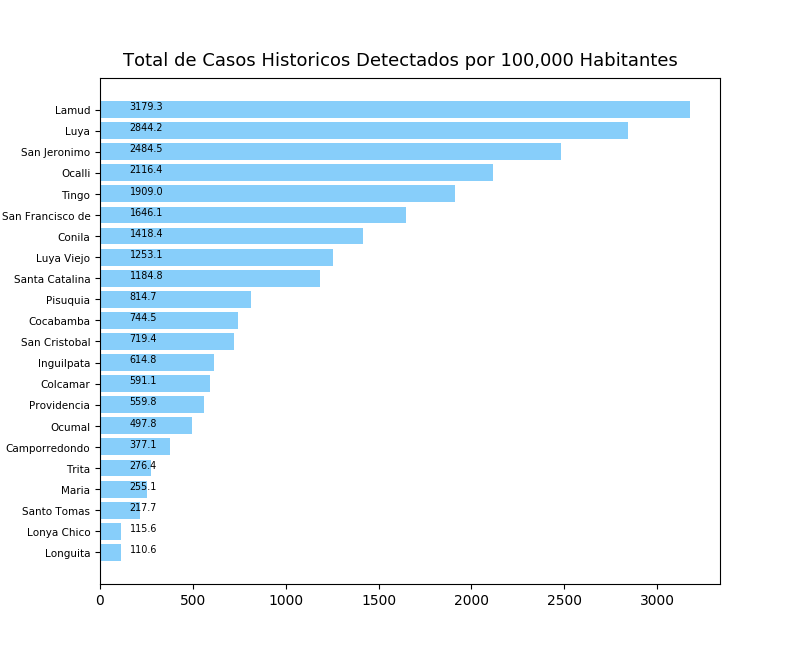 Total de Casos Historicos Detectados por 100,000 Habitantes
Lamud 3179.3
Luya 2844.2
San Jeronimo 2484.5
Ocalli 2116.4
Tingo 1909.0
San Francisco de 1646.1
Conila 1418.4
Luya Viejo 1253.1
Santa Catalina 1184.8
Pisuquia 814.7
Cocabamba 744.5
San Cristobal 719.4
Inguilpata 614.8
Colcamar 591.1
Providencia 559.8
Ocumal 497.8
Camporredondo 377.1
Trita 276.4
Maria 255.1
Santo Tomas 217.7
Lonya Chico 115.6
Longuita 110.6
0 500 1000 1500 2000 2500 3000